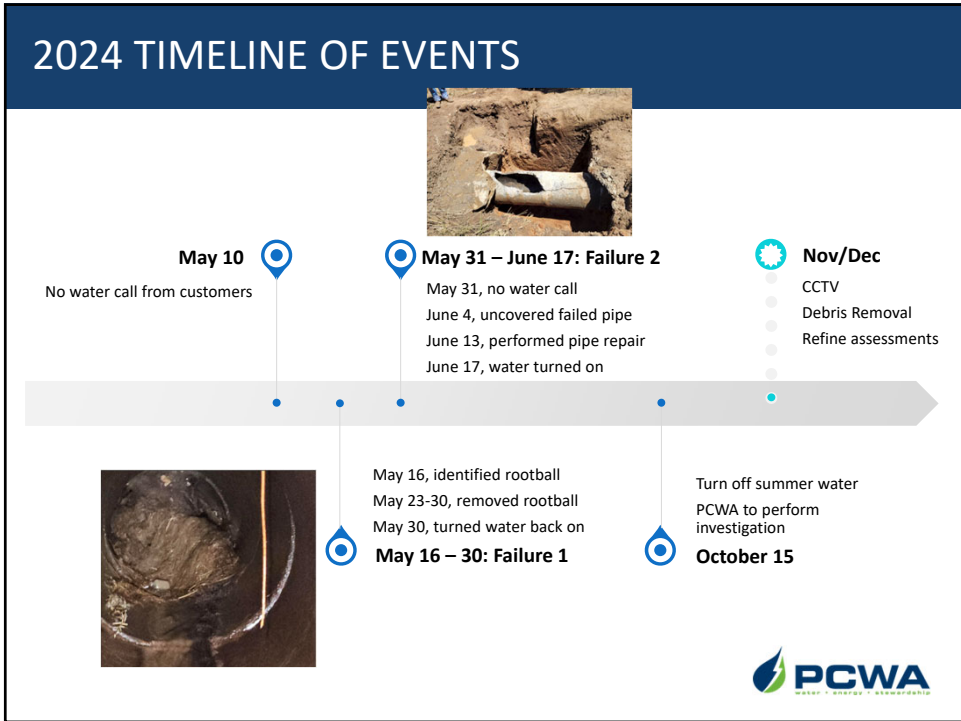 2024 TIMELINE OF EVENTS
May 10
No water call from customers
May 31 – June 17: Failure 2
May 31, no water call
June 4, uncovered failed pipe
June 13, performed pipe repair
June 17, water turned on
Nov/Dec
CCTV
Debris Removal
Refine assessments
May 16, identified rootball
May 23-30, removed rootball
May 30, turned water back on
May 16 – 30: Failure 1
Turn off summer water
PCWA to perform
investigation
October 15
PCWA
water • energy • stewardship